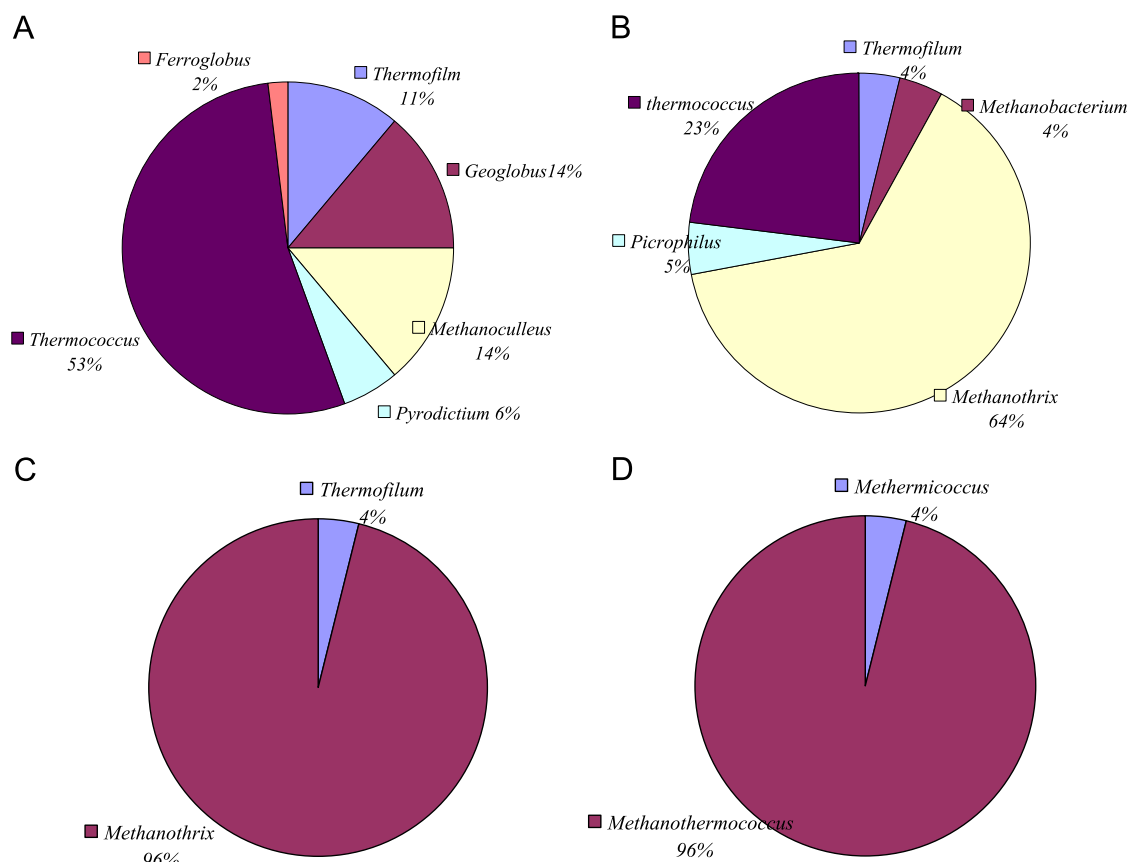 A
Ferroglobus
2%
Thermofilm
11%
Geoglobus14%
Methanoculleus
14%
Pyrodictium 6%
Thermococcus
53%
B
Thermofilum
4%
Methanobacterium
4%
thermococcus
23%
Picrophilus
5%
Methanothrix
64%
C
Thermofilum
4%
Methanothrix
96%
D
Methermicoccus
4%
Methanothermococcus
96%